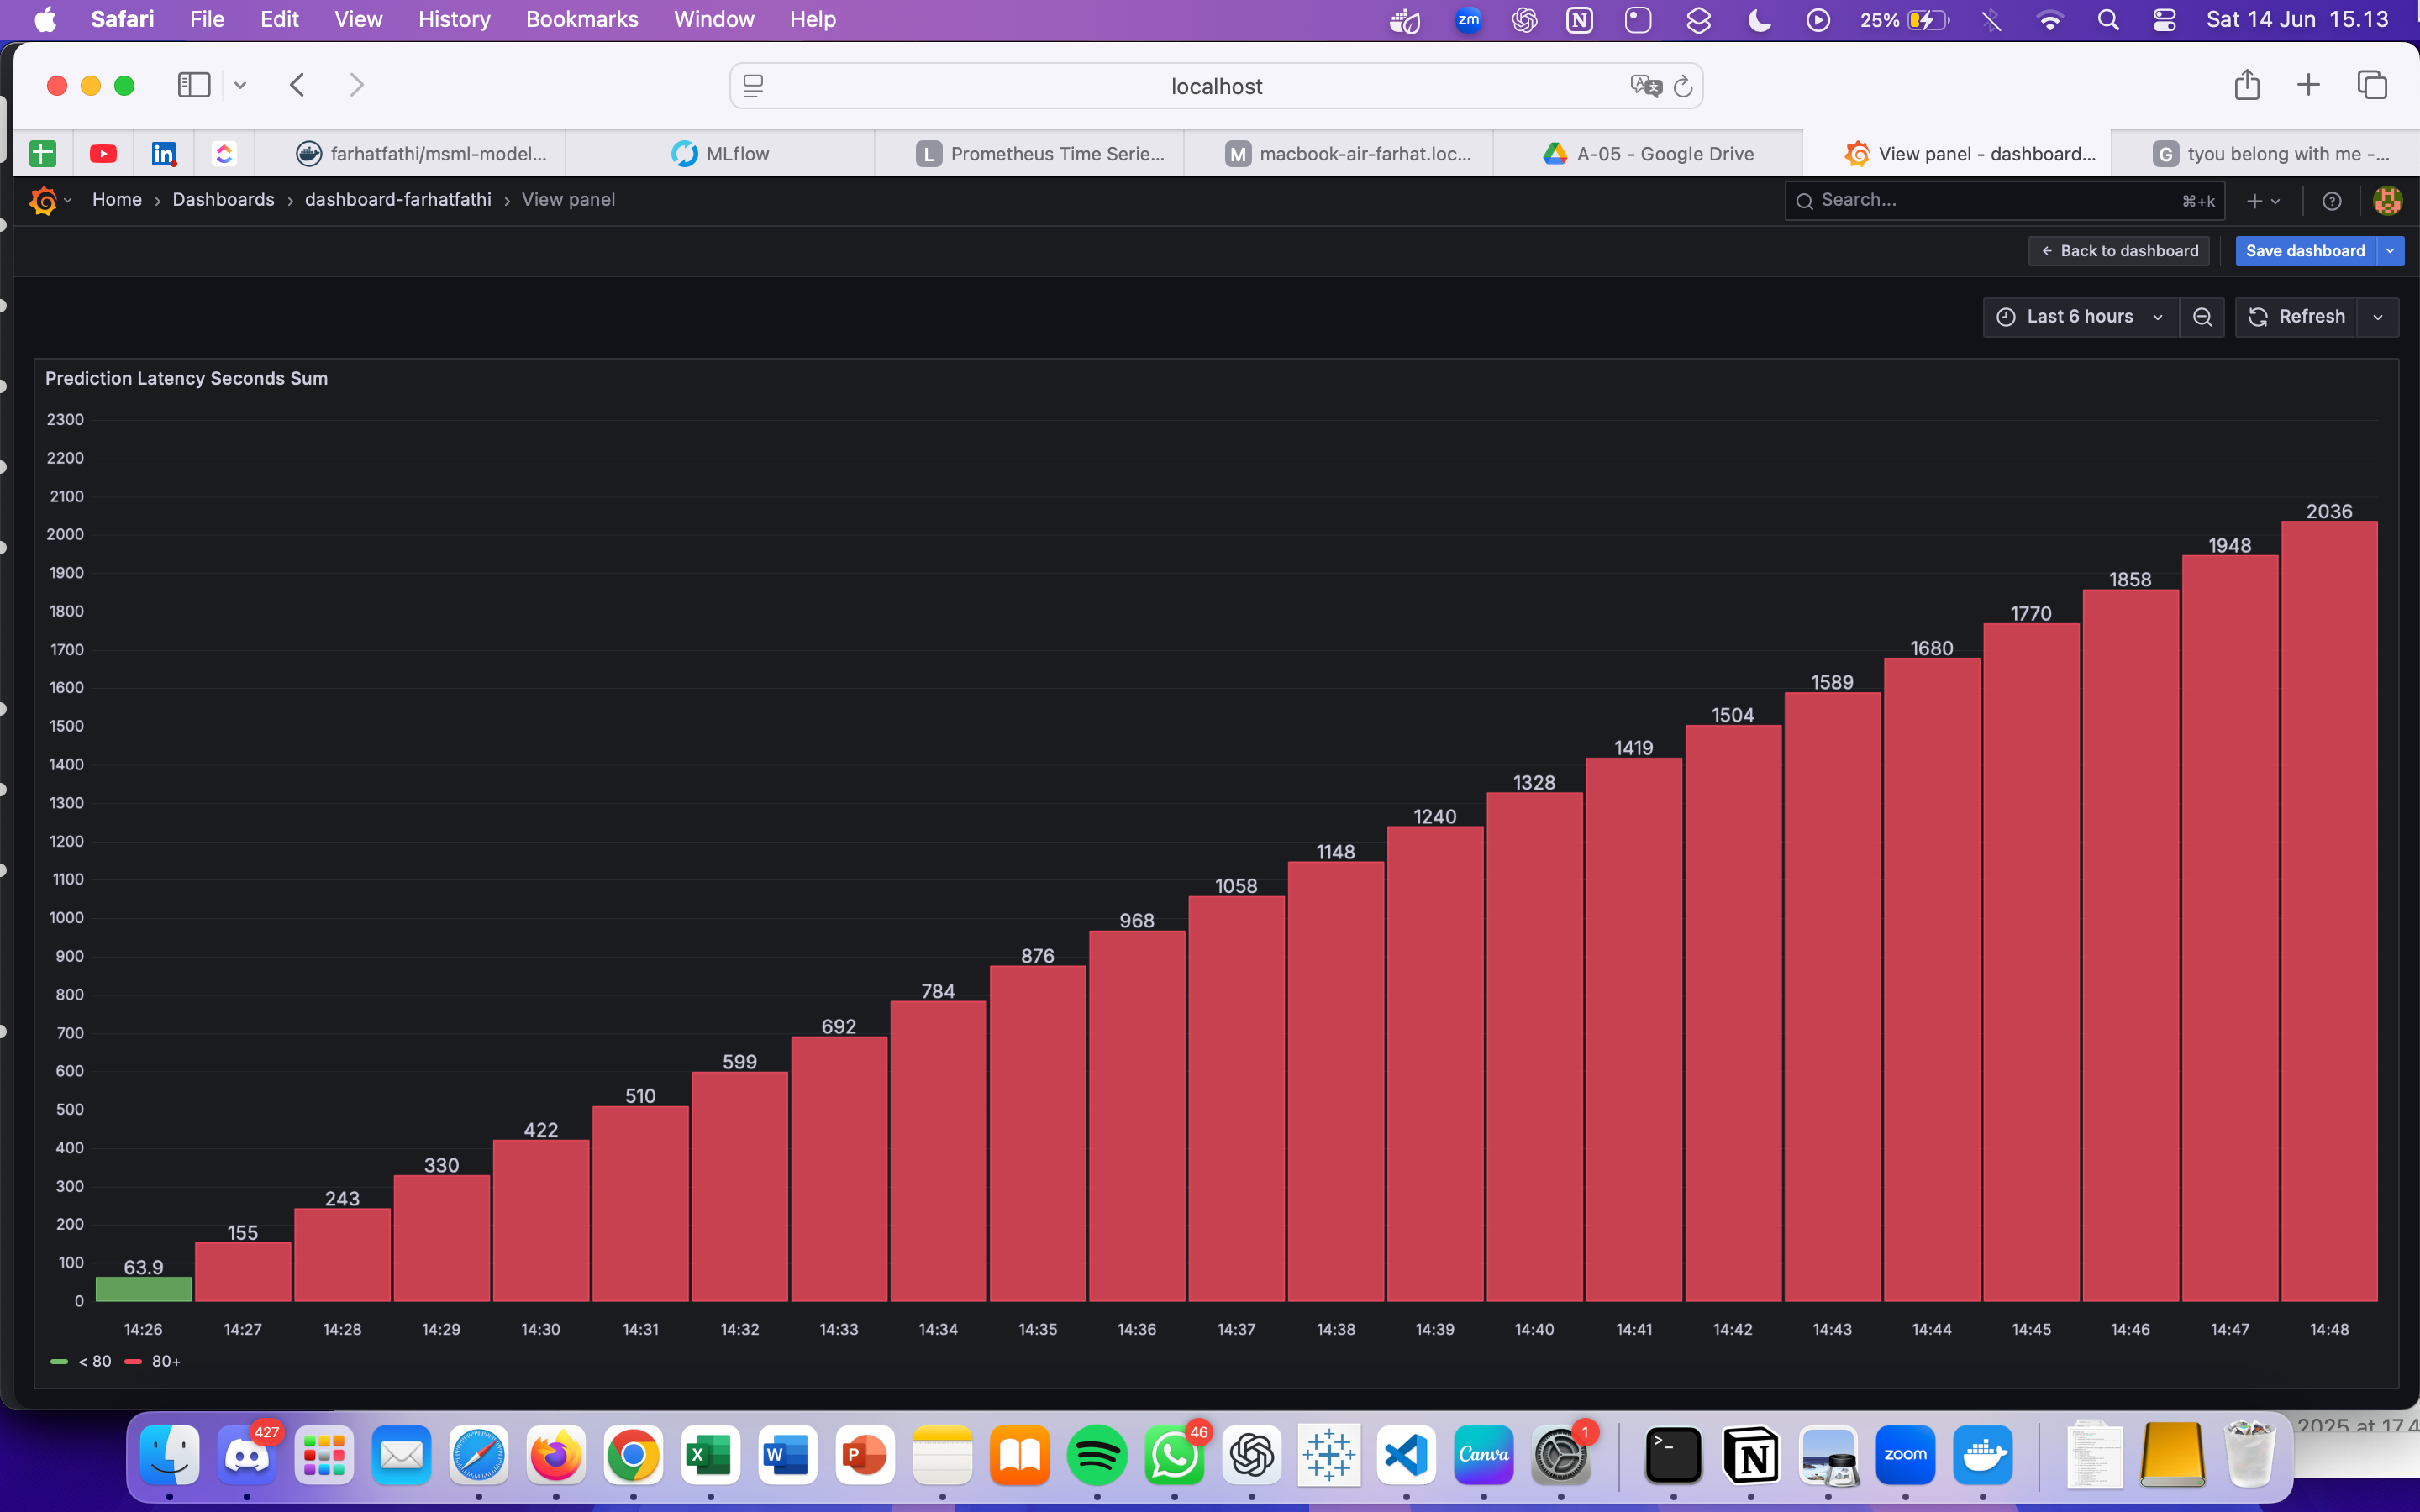 Safari File Edit View History Bookmarks Window Help zm 25% Sat 14 Jun 15.13
localhost
in farhatfathi/msml-model... MLflow L Prometheus Time Serie... M macbook-air-farhat.loc... A-05 - Google Drive View panel - dashboard... G tyou belong with me -...
Home › Dashboards › dashboard-farhatfathi › View panel Search... ⌘+k
← Back to dashboard Save dashboard
Last 6 hours Refresh
Prediction Latency Seconds Sum
2300
2200
2100
2000
1900
1800
1700
1600
1500
1400
1300
1200
1100
1000
900
800
700
600
500
400
300
200
100
0
63.9 155 243 330 422 510 599 692 784 876 968 1058 1148 1240 1328 1419 1504 1589 1680 1770 1858 1948 2036
14:26 14:27 14:28 14:29 14:30 14:31 14:32 14:33 14:34 14:35 14:36 14:37 14:38 14:39 14:40 14:41 14:42 14:43 14:44 14:45 14:46 14:47 14:48
< 80 80+
2025 at 17.4
427 46 1
X W P Canva >_ N zoom